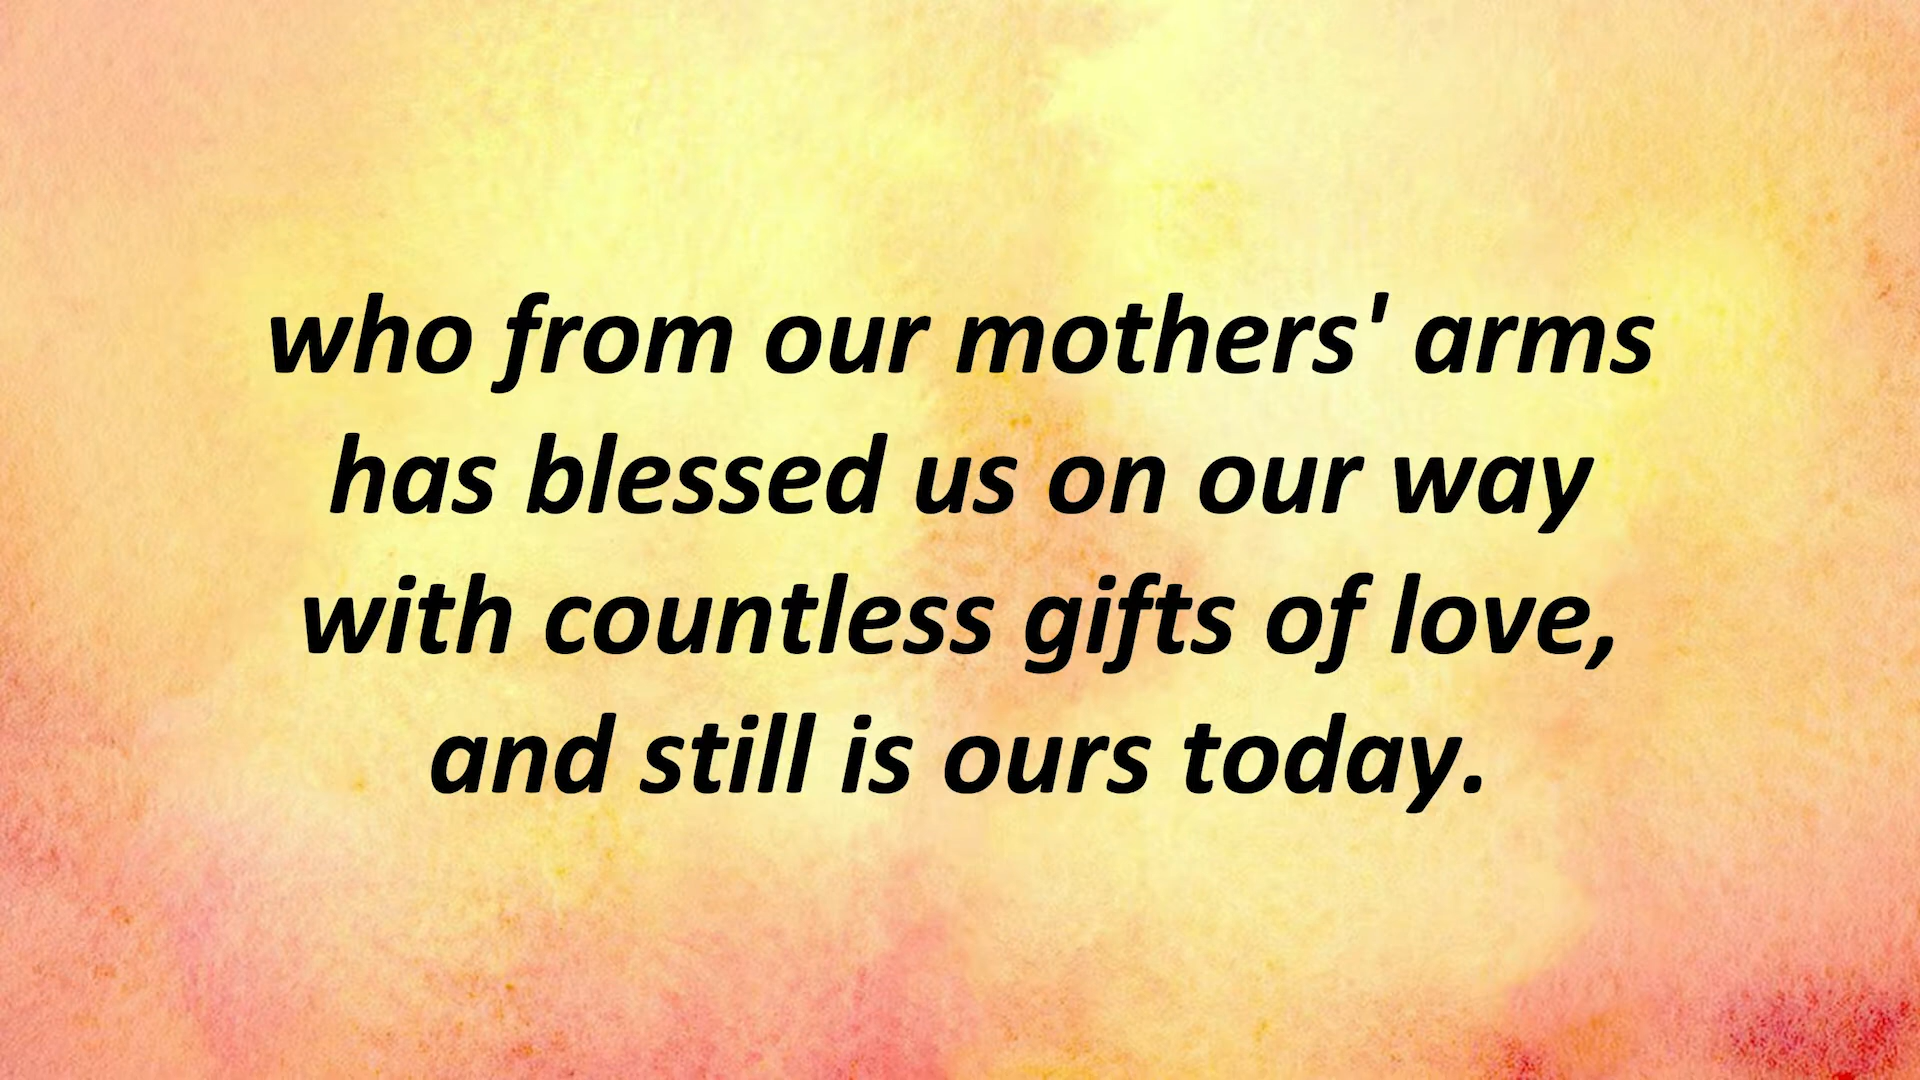 who from our mothers' arms
has blessed us on our way
with countless gifts of love,
and still is ours today.